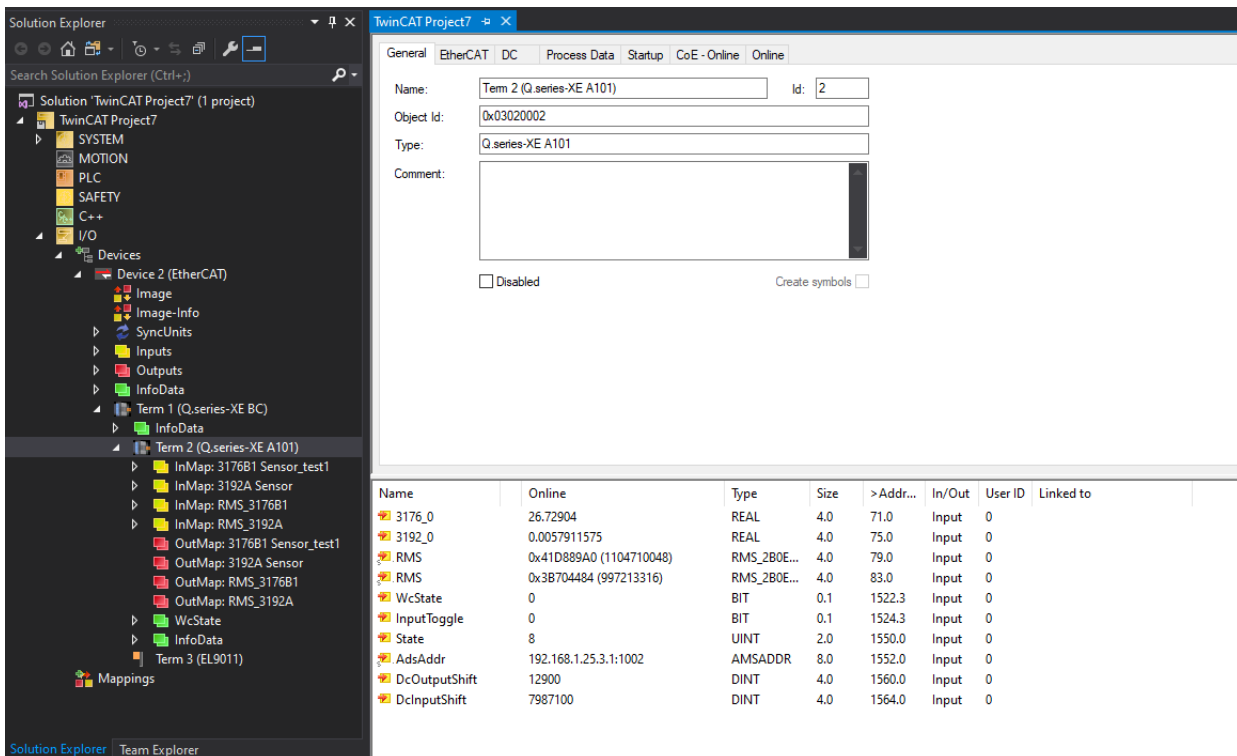 Solution Explorer
Search Solution Explorer (Ctrl+;)
Solution 'TwinCAT Project7' (1 project)
TwinCAT Project7
SYSTEM
MOTION
PLC
SAFETY
C++
I/O
Devices
Device 2 (EtherCAT)
Image
Image-Info
SyncUnits
Inputs
Outputs
InfoData
Term 1 (Q.series-XE BC)
InfoData
Term 2 (Q.series-XE A101)
InMap: 3176B1 Sensor_test1
InMap: 3192A Sensor
InMap: RMS_3176B1
InMap: RMS_3192A
OutMap: 3176B1 Sensor_test1
OutMap: 3192A Sensor
OutMap: RMS_3176B1
OutMap: RMS_3192A
WcState
InfoData
Term 3 (EL9011)
Mappings
Solution Explorer Team Explorer
TwinCAT Project7
General EtherCAT DC Process Data Startup CoE - Online Online
Name: Term 2 (Q.series-XE A101) Id: 2
Object Id: 0x03020002
Type: Q.series-XE A101
Comment:
Disabled Create symbols
Name Online Type Size >Addr... In/Out User ID Linked to
3176_0 26.72904 REAL 4.0 71.0 Input 0
3192_0 0.0057911575 REAL 4.0 75.0 Input 0
RMS 0x41D889A0 (1104710048) RMS_2B0E... 4.0 79.0 Input 0
RMS 0x3B704484 (997213316) RMS_2B0E... 4.0 83.0 Input 0
WcState 0 BIT 0.1 1522.3 Input 0
InputToggle 0 BIT 0.1 1524.3 Input 0
State 8 UINT 2.0 1550.0 Input 0
AdsAddr 192.168.1.25.3.1:1002 AMSADDR 8.0 1552.0 Input 0
DcOutputShift 12900 DINT 4.0 1560.0 Input 0
DcInputShift 7987100 DINT 4.0 1564.0 Input 0